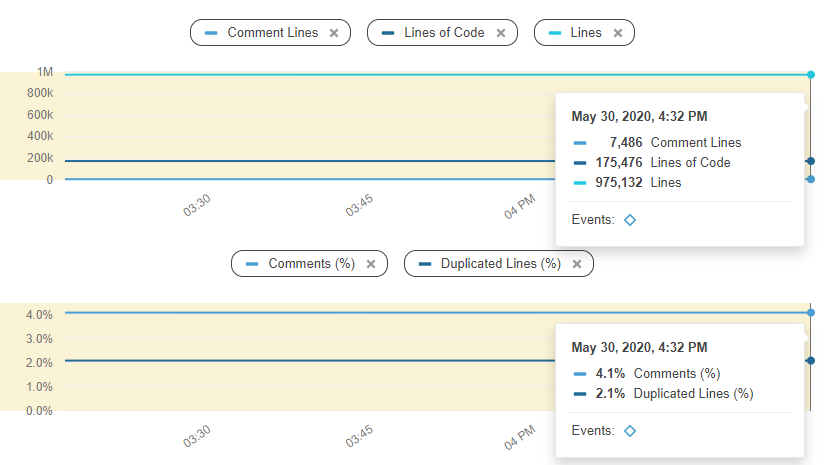 Comment Lines × Lines of Code × Lines ×
1M
800k
600k
400k
200k
0
03:30 03:45 04 PM
May 30, 2020, 4:32 PM
7,486 Comment Lines
175,476 Lines of Code
975,132 Lines
Events:
Comments (%) × Duplicated Lines (%) ×
4.0%
3.0%
2.0%
1.0%
0.0%
03:30 03:45 04 PM
May 30, 2020, 4:32 PM
4.1% Comments (%)
2.1% Duplicated Lines (%)
Events: